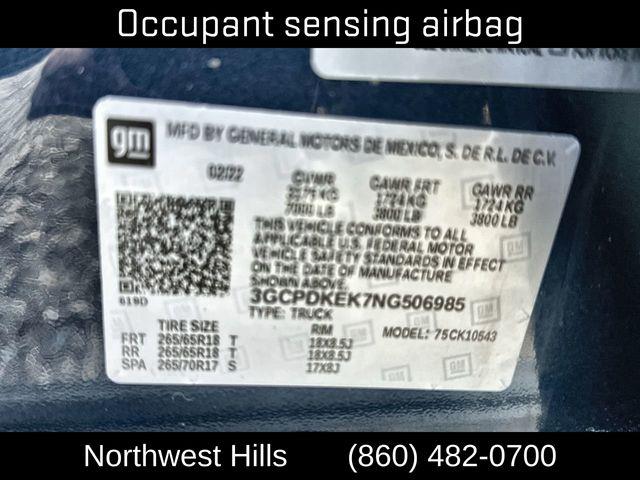 Occupant sensing airbag
gm
MFD BY GENERAL MOTORS DE MEXICO, S. DE R.L. DE C.V.
02/22 GVWR GAWR FRT GAWR RR
KG 1724 KG 1724 KG
LB 3800 LB 3800 LB
THIS VEHICLE CONFORMS TO ALL
APPLICABLE U.S. FEDERAL MOTOR
VEHICLE SAFETY STANDARDS IN EFFECT
ON THE DATE OF MANUFACTURE
SHOWN ABOVE.
3GCPDKEK7NG506985
619D
TYPE: TRUCK
TIRE SIZE RIM MODEL: 75CK10543
FRT 265/65R18 T 18X8.5J
RR 265/65R18 T 18X8.5J
SPA 265/70R17 S 17X8J
Northwest Hills (860) 482-0700